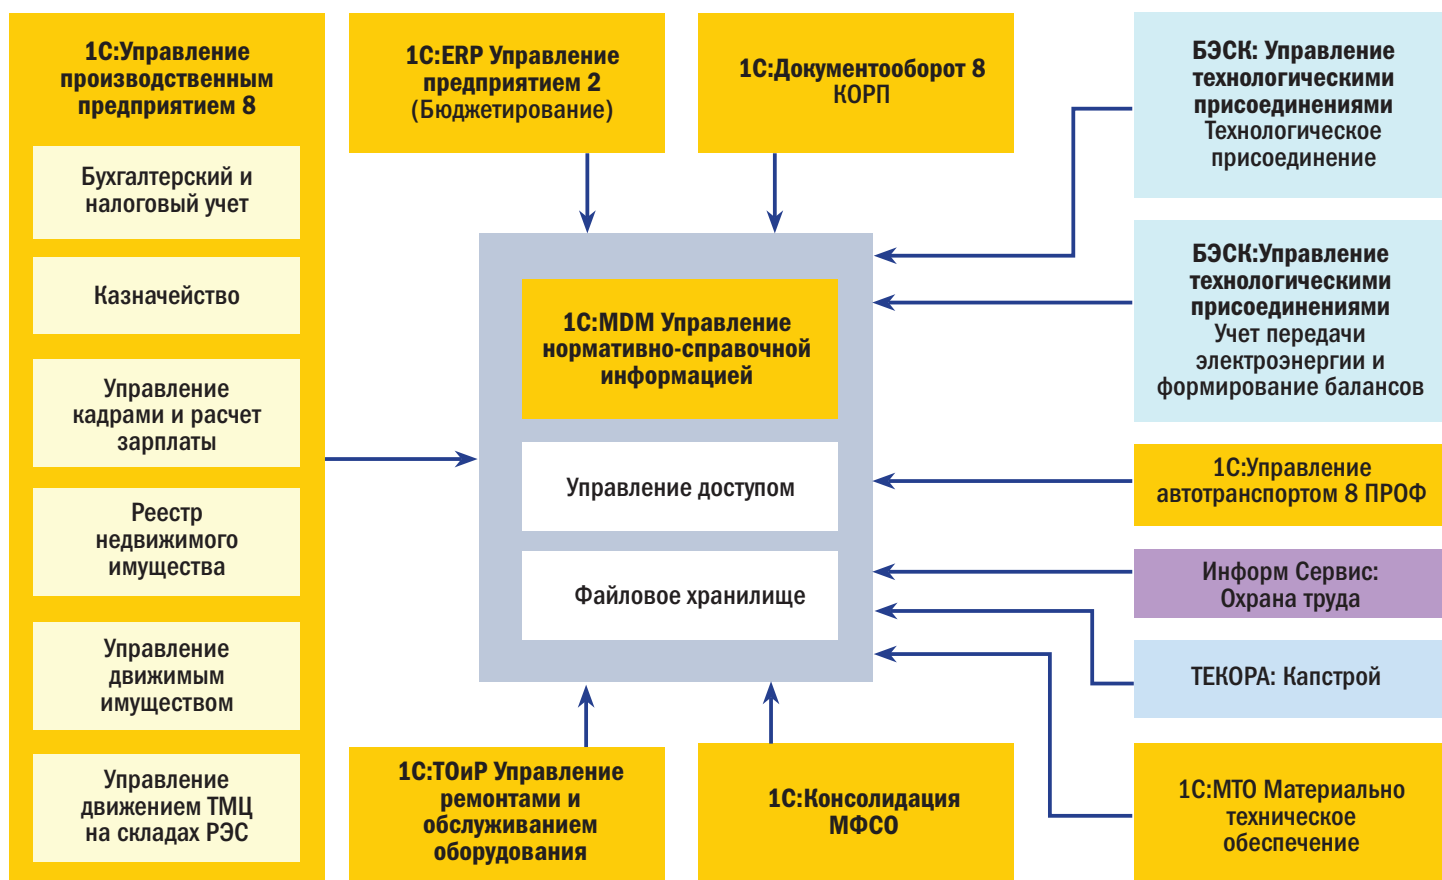 1С:Управление
производственным
предприятием 8
Бухгалтерский и
налоговый учет
Казначейство
Управление
кадрами и расчет
зарплаты
Реестр
недвижимого
имущества
Управление
движимым
имуществом
Управление
движением ТМЦ
на складах РЭС
1С:ERP Управление
предприятием 2
(Бюджетирование)
1С:Документооборот 8
КОРП
1С:MDM Управление
нормативно-справочной
информацией
Управление доступом
Файловое хранилище
1С:ТОиР Управление
ремонтами и
обслуживанием
оборудования
1С:Консолидация
МФСО
БЭСК: Управление
технологическими
присоединениями
Технологическое
присоединение
БЭСК:Управление
технологическими
присоединениями
Учет передачи
электроэнергии и
формирование балансов
1С:Управление
автотранспортом 8 ПРОФ
Информ Сервис:
Охрана труда
ТЕКОРА: Капстрой
1С:МТО Материально
техническое
обеспечение